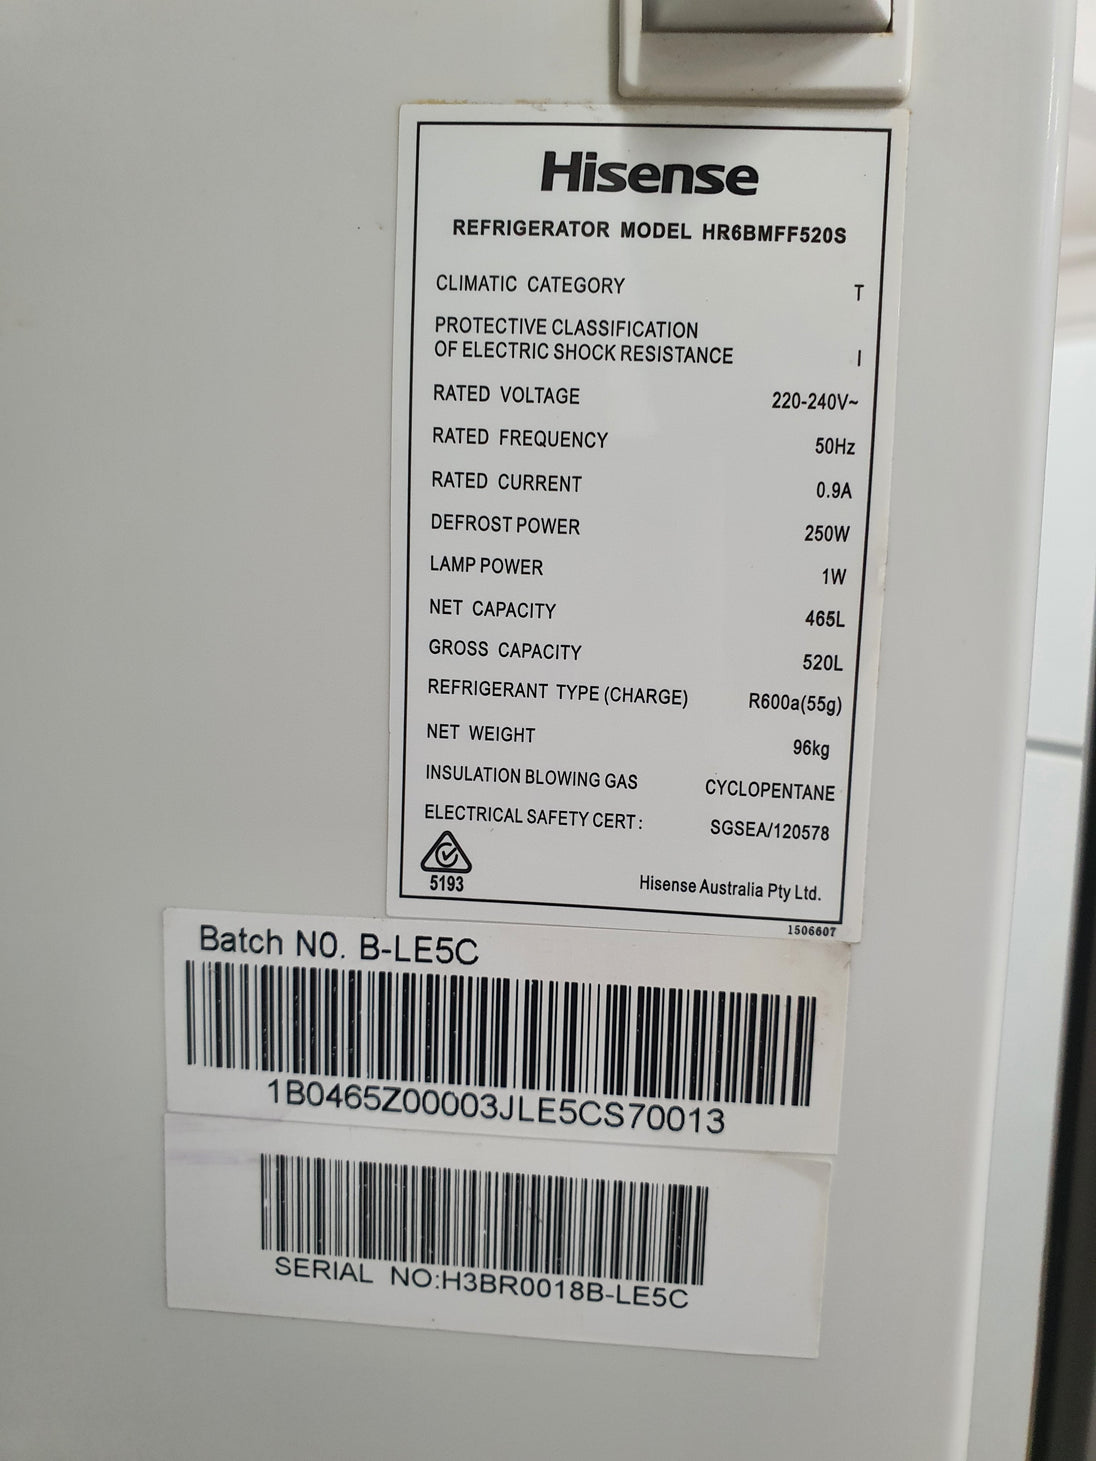 Hisense
REFRIGERATOR MODEL HR6BMFF520S
CLIMATIC CATEGORY T
PROTECTIVE CLASSIFICATION
OF ELECTRIC SHOCK RESISTANCE I
RATED VOLTAGE 220-240V~
RATED FREQUENCY 50Hz
RATED CURRENT 0.9A
DEFROST POWER 250W
LAMP POWER 1W
NET CAPACITY 465L
GROSS CAPACITY 520L
REFRIGERANT TYPE (CHARGE) R600a(55g)
NET WEIGHT 96kg
INSULATION BLOWING GAS CYCLOPENTANE
ELECTRICAL SAFETY CERT: SGSEA/120578
5193 Hisense Australia Pty Ltd.
1506607
Batch NO. B-LE5C
1B0465Z00003JLE5CS70013
SERIAL NO:H3BR0018B-LE5C